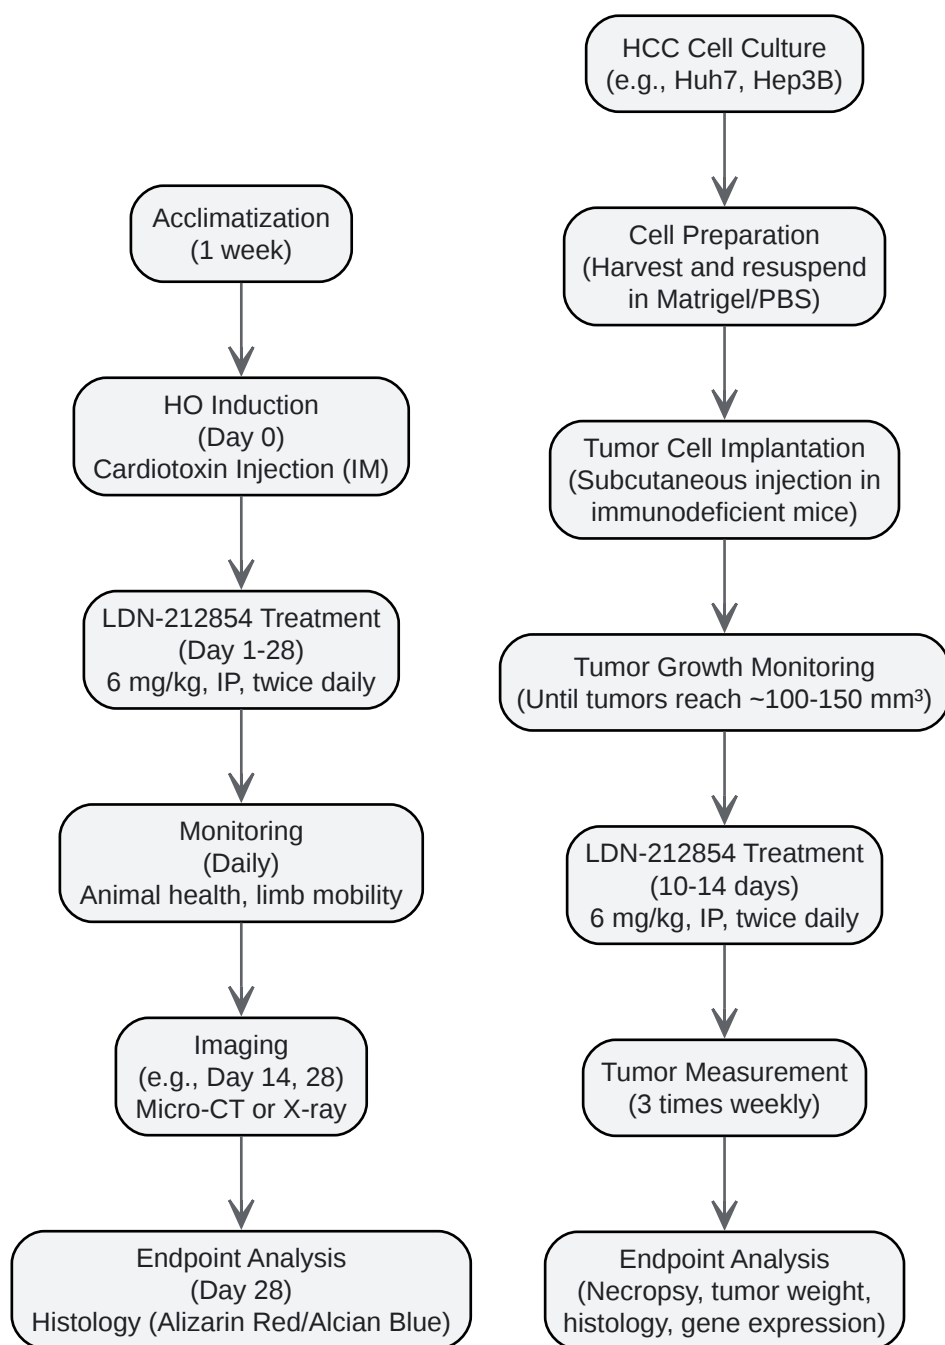 Acclimatization
(1 week)
HO Induction
(Day 0)
Cardiotoxin Injection (IM)
LDN-212854 Treatment
(Day 1-28)
6 mg/kg, IP, twice daily
Monitoring
(Daily)
Animal health, limb mobility
Imaging
(e.g., Day 14, 28)
Micro-CT or X-ray
Endpoint Analysis
(Day 28)
Histology (Alizarin Red/Alcian Blue)
HCC Cell Culture
(e.g., Huh7, Hep3B)
Cell Preparation
(Harvest and resuspend
in Matrigel/PBS)
Tumor Cell Implantation
(Subcutaneous injection in
immunodeficient mice)
Tumor Growth Monitoring
(Until tumors reach ~100-150 mm³)
LDN-212854 Treatment
(10-14 days)
6 mg/kg, IP, twice daily
Tumor Measurement
(3 times weekly)
Endpoint Analysis
(Necropsy, tumor weight,
histology, gene expression)